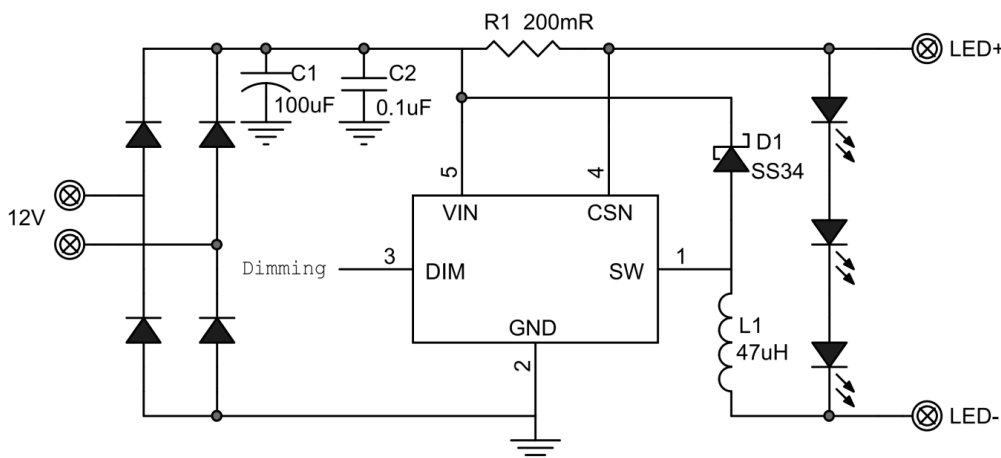 R1 200mR
LED+
C1
100uF
C2
0.1uF
D1
SS34
5
4
12V
VIN
CSN
Dimming
3
DIM
SW
1
GND
2
L1
47uH
LED-